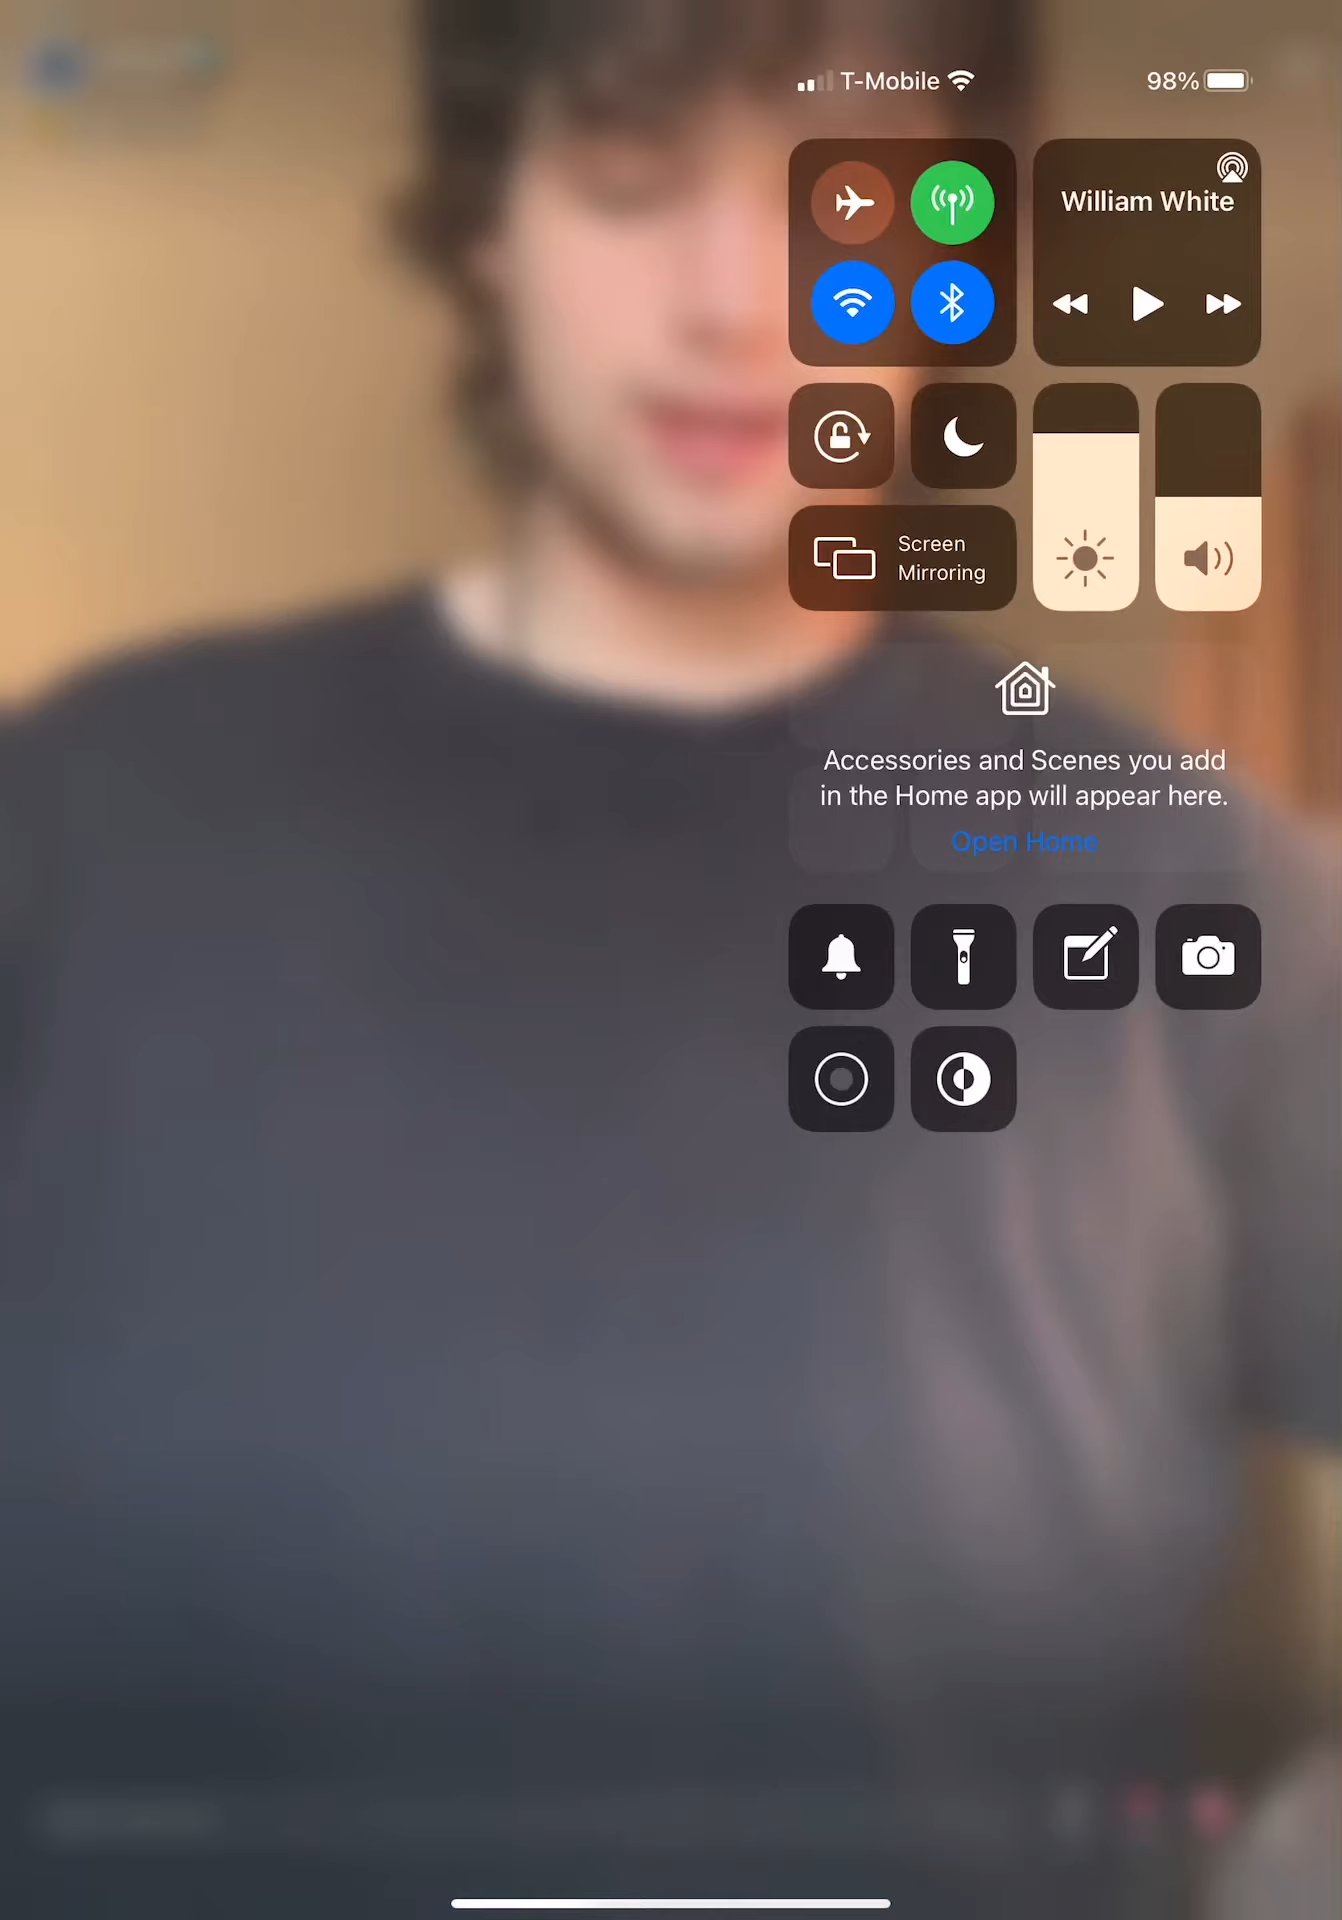 T-Mobile
98%
William White
Screen
Mirroring
Accessories and Scenes you add
in the Home app will appear here.
Open Home